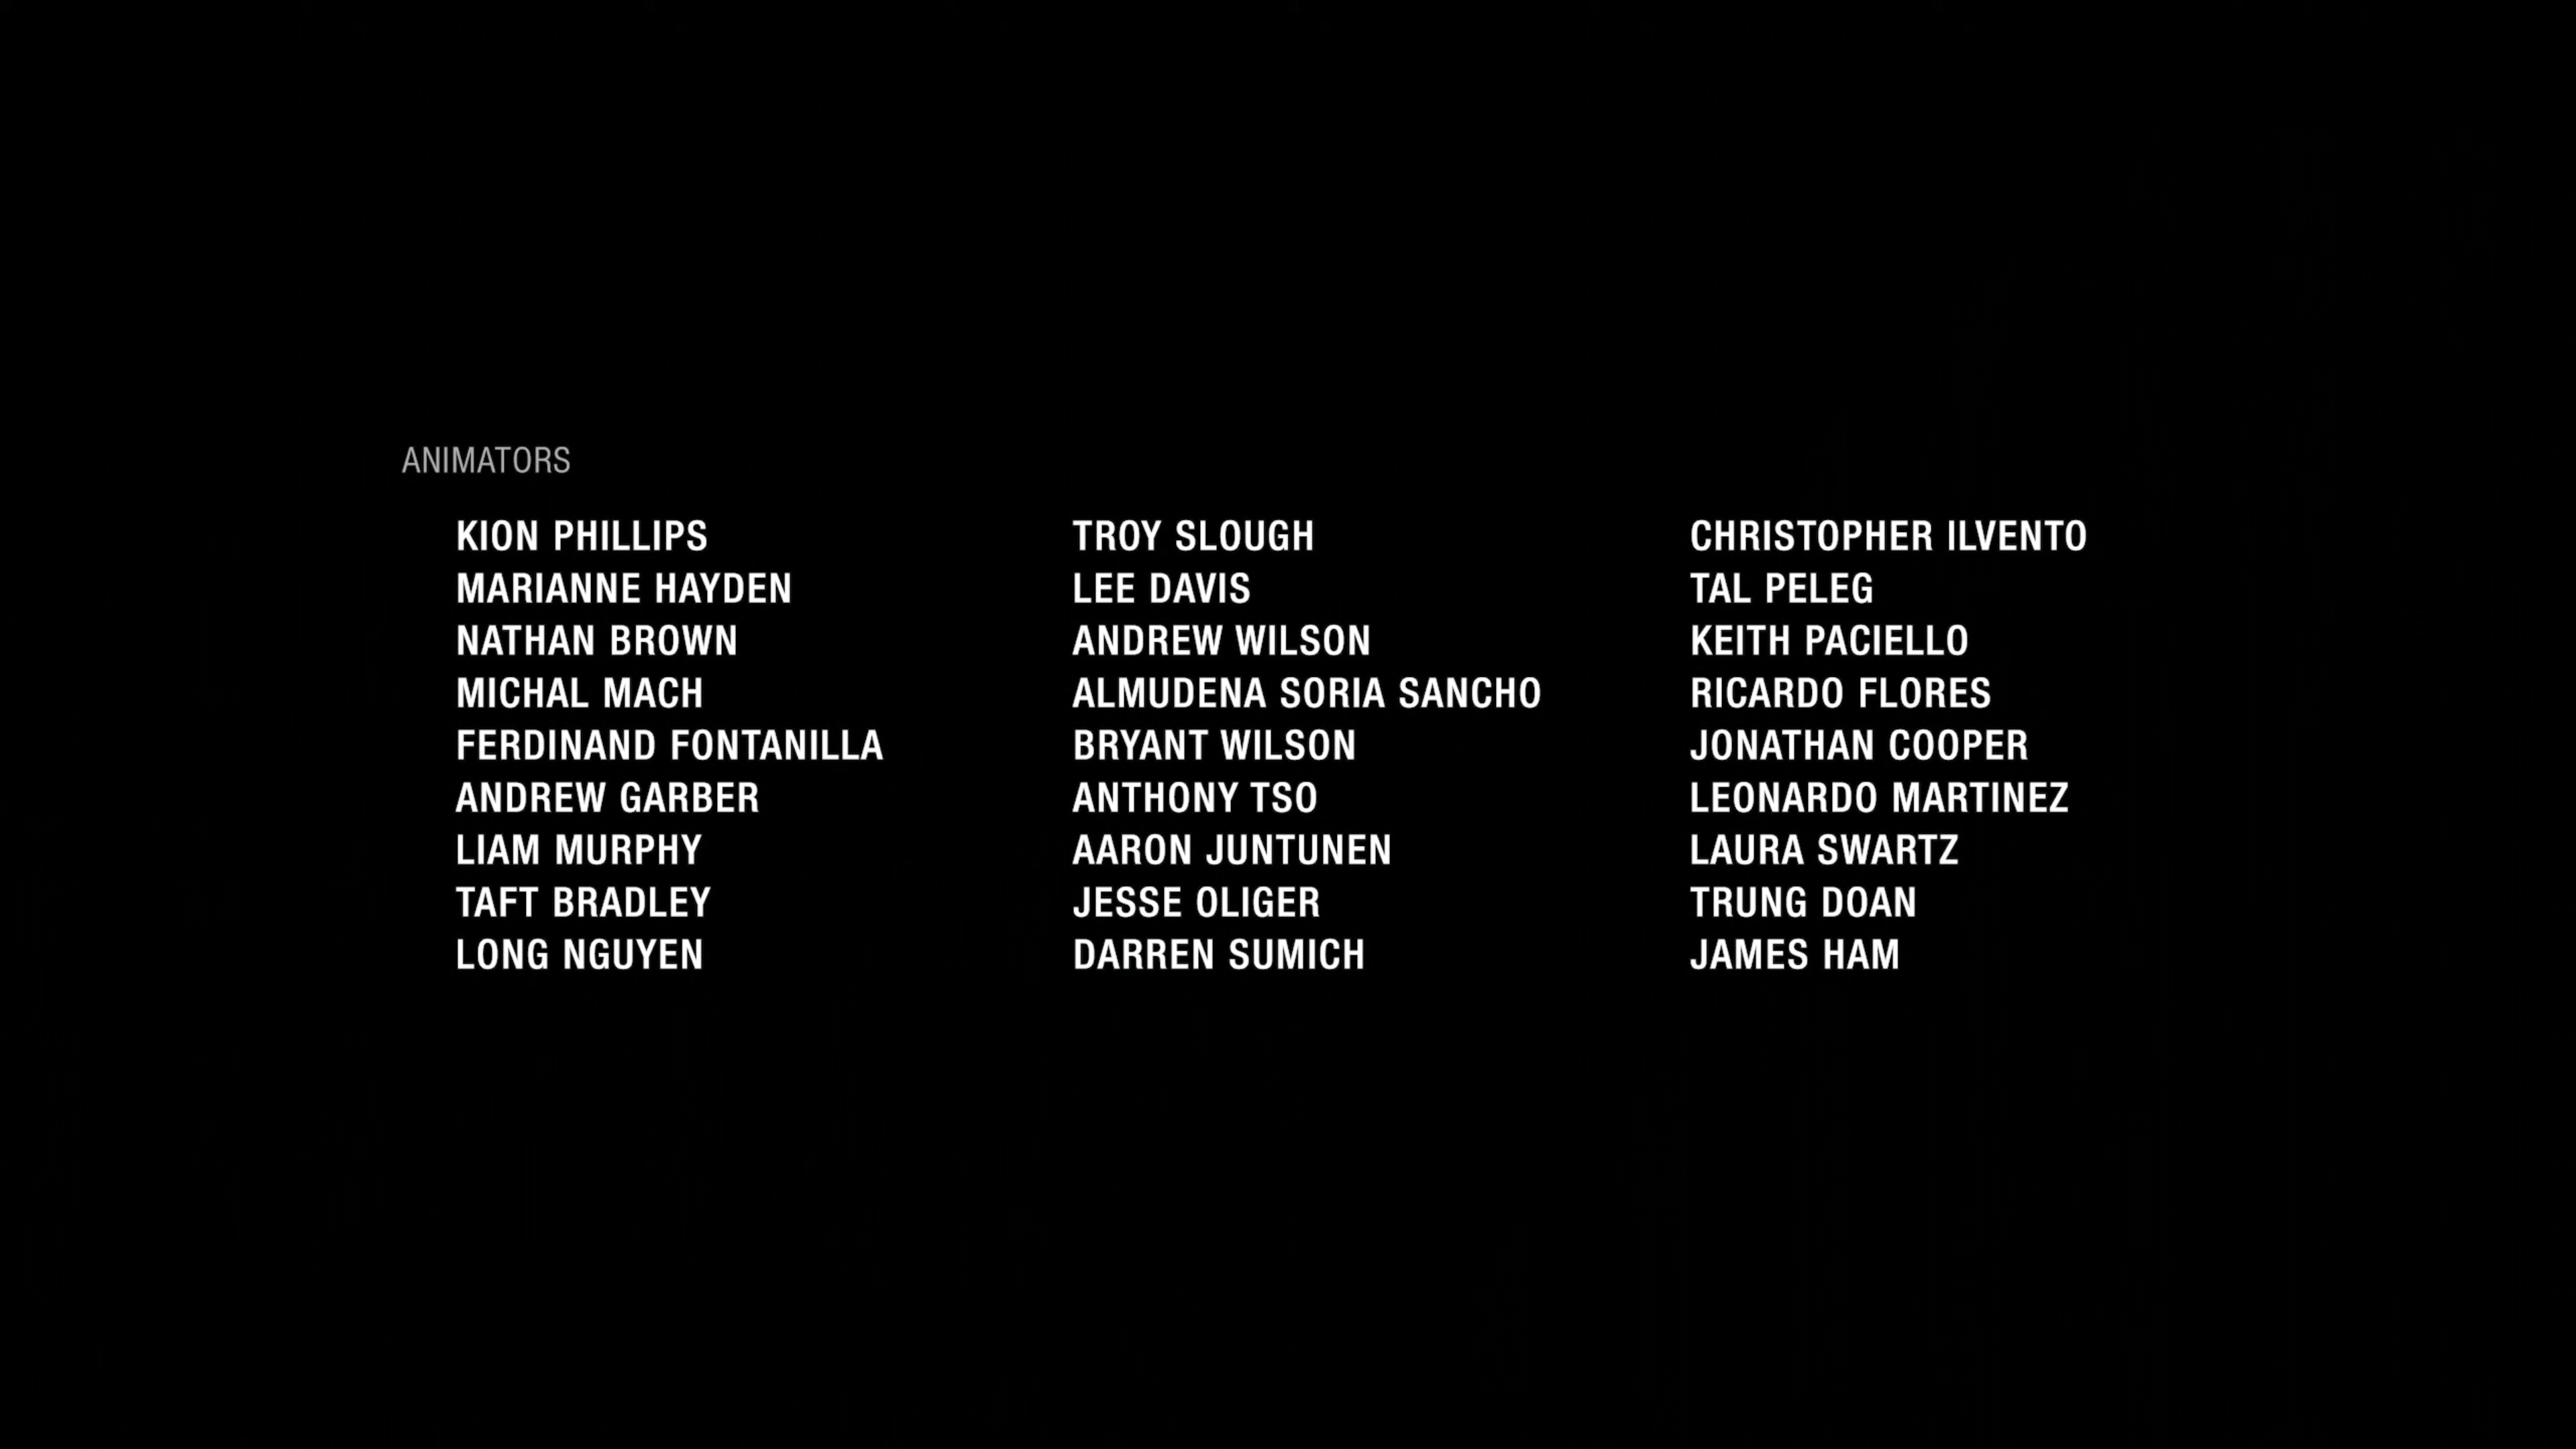 ANIMATORS
KION PHILLIPS
MARIANNE HAYDEN
NATHAN BROWN
MICHAL MACH
FERDINAND FONTANILLA
ANDREW GARBER
LIAM MURPHY
TAFT BRADLEY
LONG NGUYEN
TROY SLOUGH
LEE DAVIS
ANDREW WILSON
ALMUDENA SORIA SANCHO
BRYANT WILSON
ANTHONY TSO
AARON JUNTUNEN
JESSE OLIGER
DARREN SUMICH
CHRISTOPHER ILVENTO
TAL PELEG
KEITH PACIELLO
RICARDO FLORES
JONATHAN COOPER
LEONARDO MARTINEZ
LAURA SWARTZ
TRUNG DOAN
JAMES HAM